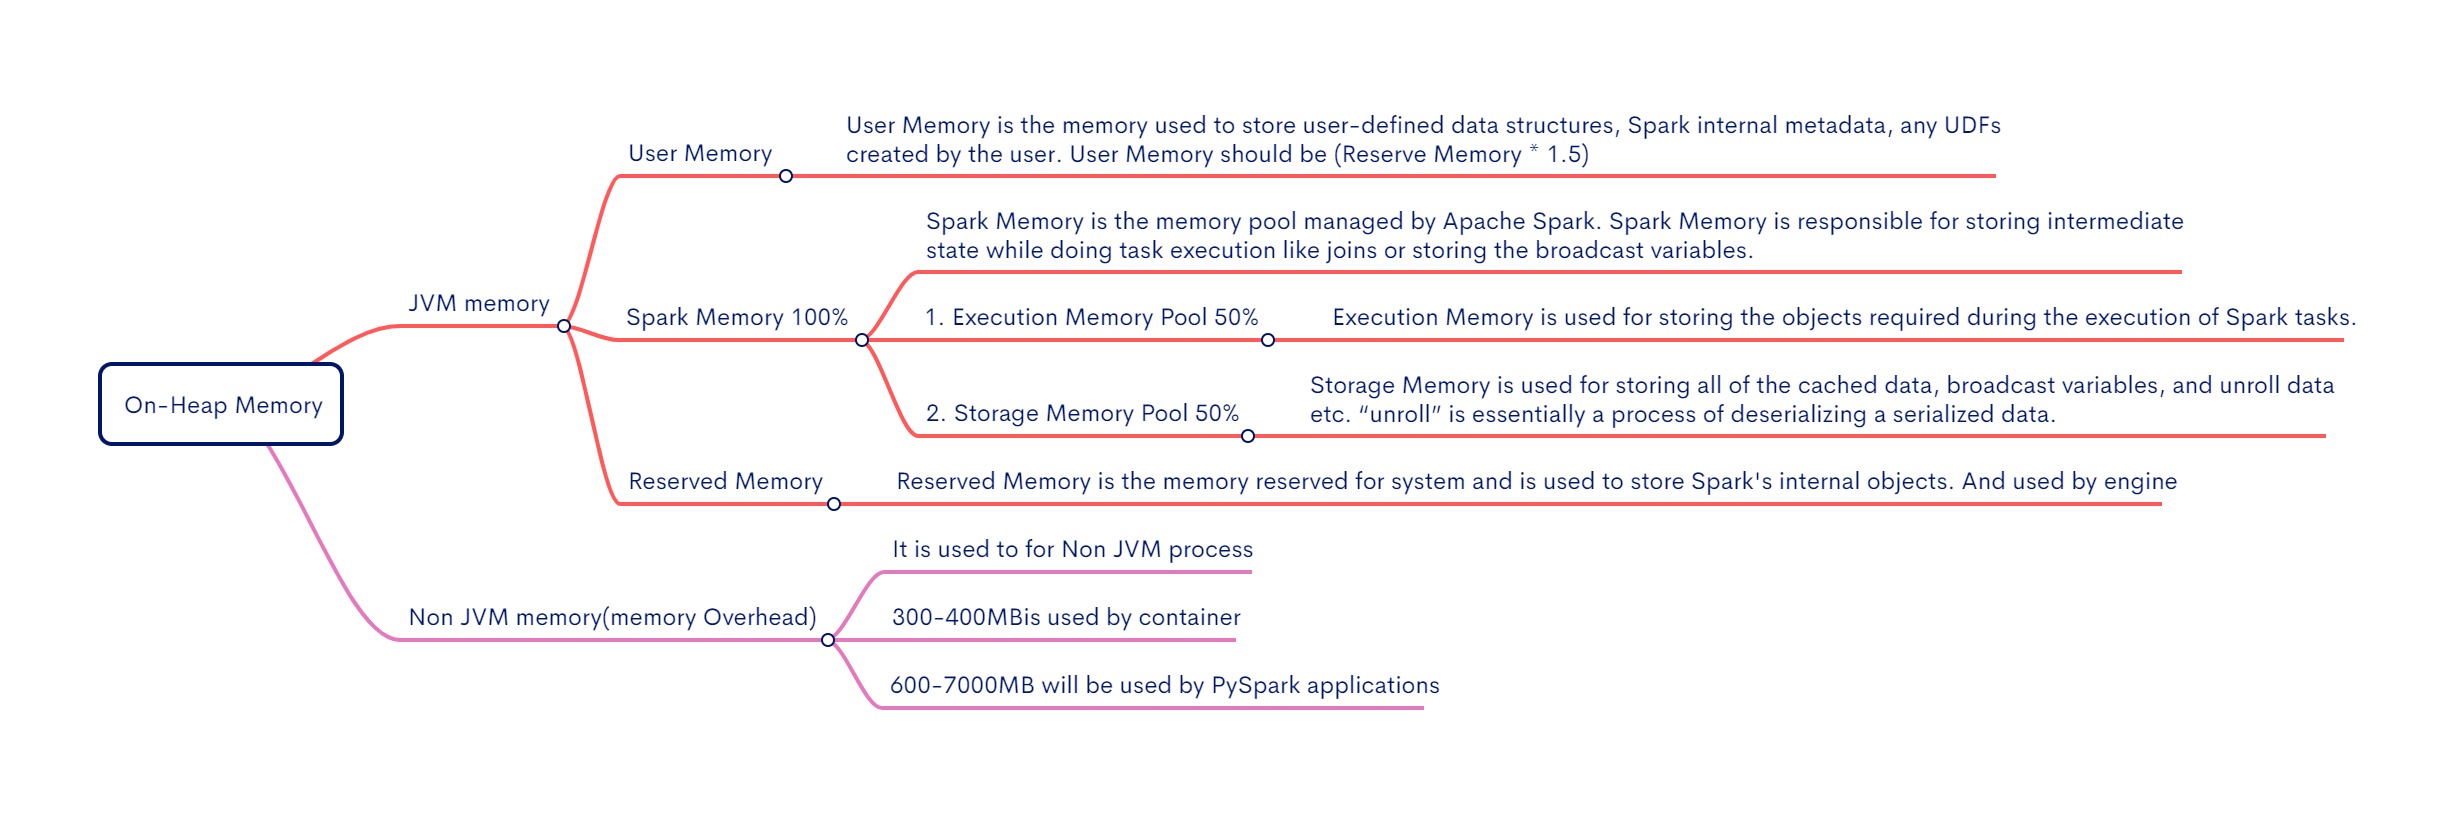 User Memory is the memory used to store user-defined data structures, Spark internal metadata, any UDFs
created by the user. User Memory should be (Reserve Memory * 1.5)
User Memory
Spark Memory is the memory pool managed by Apache Spark. Spark Memory is responsible for storing intermediate
state while doing task execution like joins or storing the broadcast variables.
JVM memory
Spark Memory 100%
1. Execution Memory Pool 50%
Execution Memory is used for storing the objects required during the execution of Spark tasks.
On-Heap Memory
2. Storage Memory Pool 50%
Storage Memory is used for storing all of the cached data, broadcast variables, and unroll data
etc. “unroll” is essentially a process of deserializing a serialized data.
Reserved Memory
Reserved Memory is the memory reserved for system and is used to store Spark's internal objects. And used by engine
It is used to for Non JVM process
Non JVM memory(memory Overhead)
300-400MBis used by container
600-7000MB will be used by PySpark applications